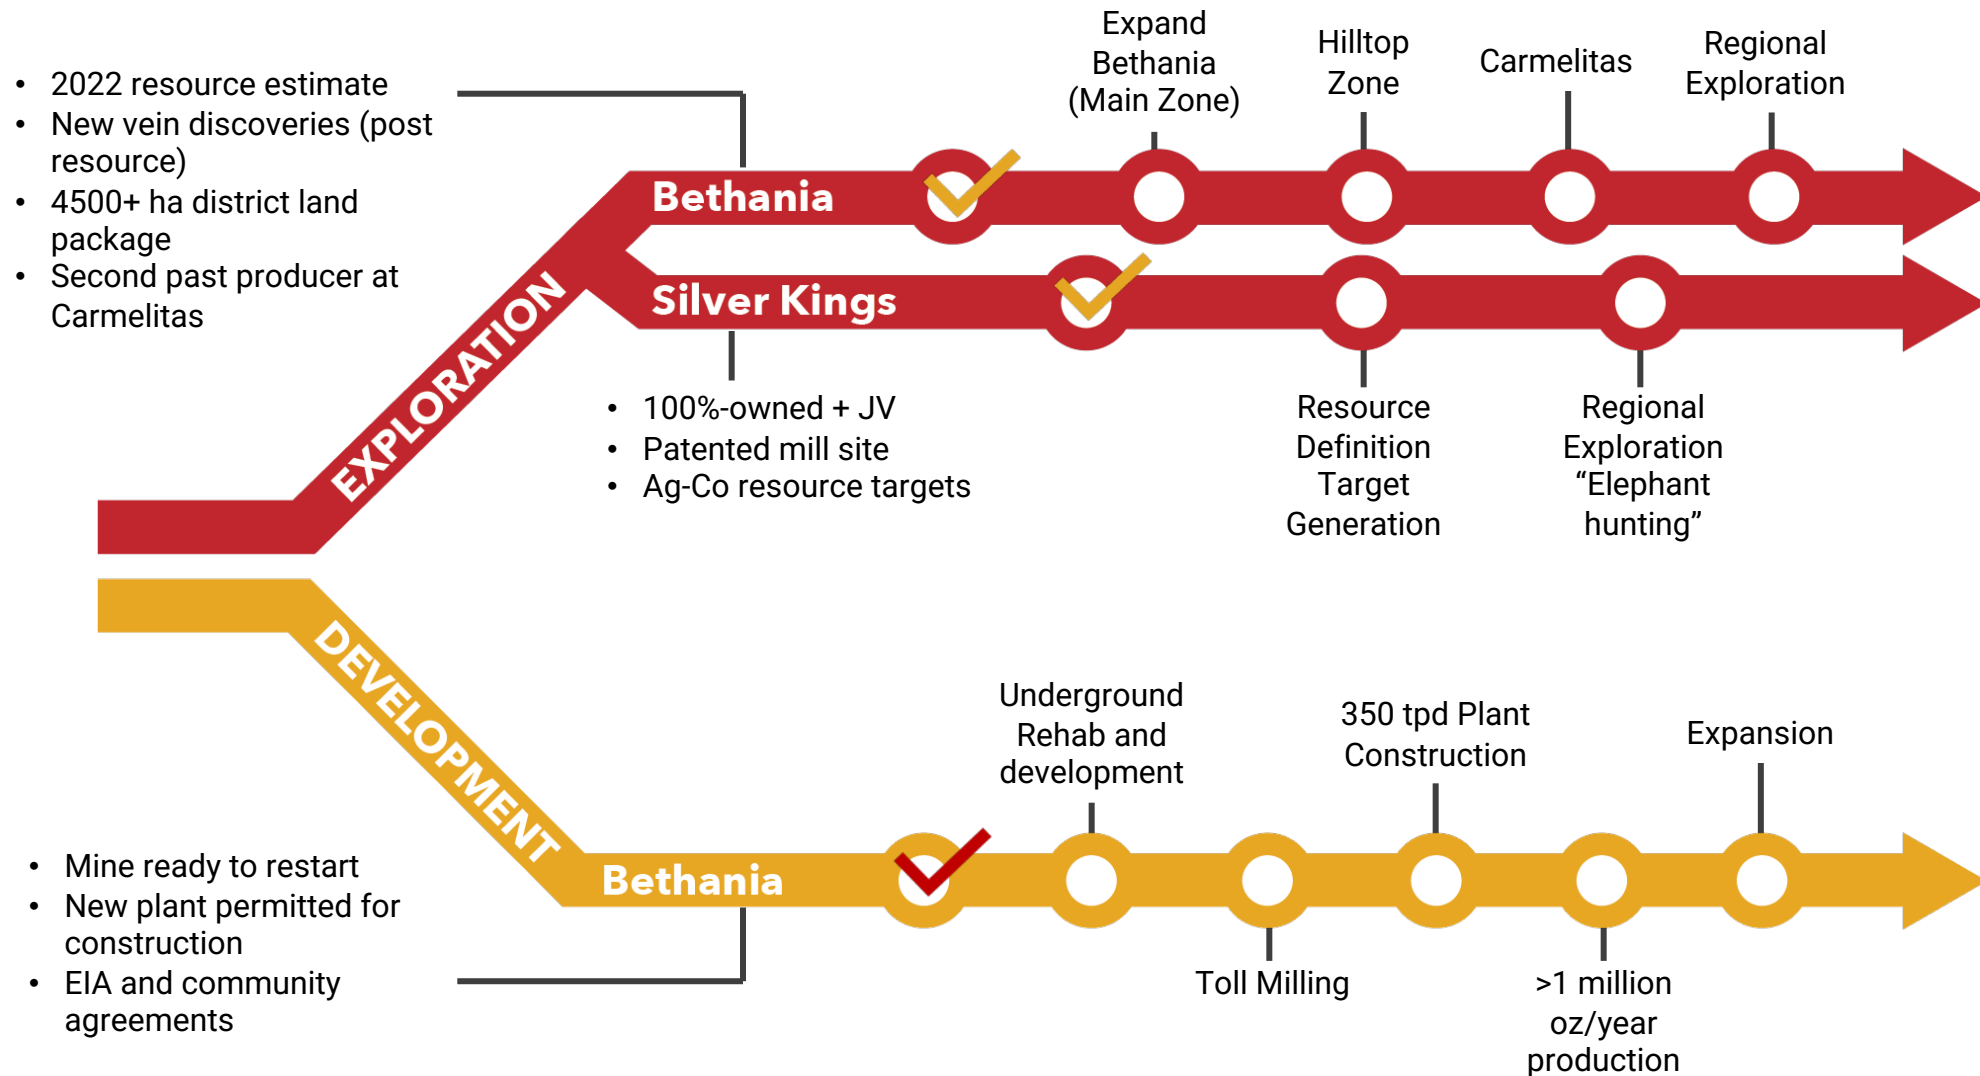 • 2022 resource estimate
• New vein discoveries (post
resource)
• 4500+ ha district land
package
• Second past producer at
Carmelitas
Expand
Bethania
(Main Zone)
Hilltop
Zone
Carmelitas
Regional
Exploration
Bethania
Silver Kings
EXPLORATION
• 100%-owned + JV
• Patented mill site
• Ag-Co resource targets
Resource
Definition
Target
Generation
Regional
Exploration
“Elephant
hunting”
DEVELOPMENT
Underground
Rehab and
development
350 tpd Plant
Construction
Expansion
Bethania
• Mine ready to restart
• New plant permitted for
construction
• EIA and community
agreements
Toll Milling
>1 million
oz/year
production